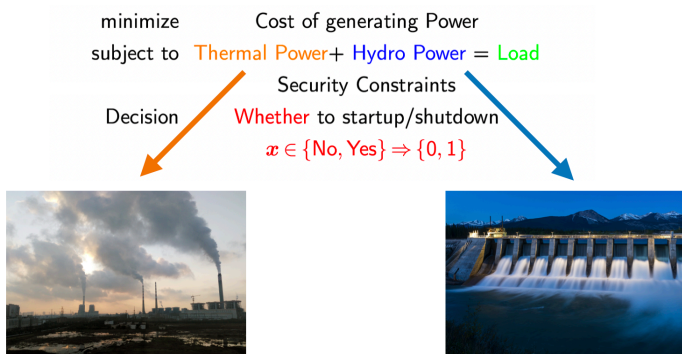 minimize Cost of generating Power
subject to Thermal Power+ Hydro Power = Load
Security Constraints
Decision Whether to startup/shutdown
x ∈ {No, Yes} ⇒ {0, 1}